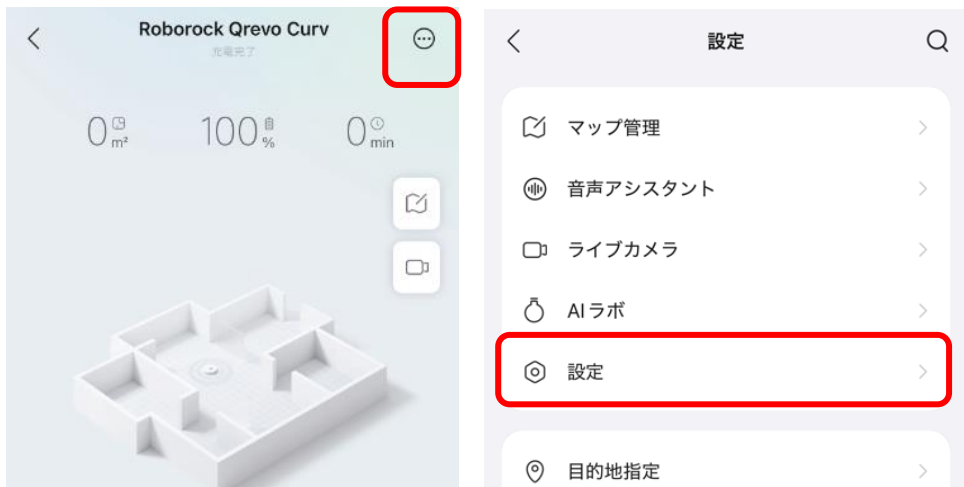 Roborock Qrevo Curv
充電完了
0 m² 100 % 0 min
設定
マップ管理
音声アシスタント
ライブカメラ
AIラボ
設定
目的地指定